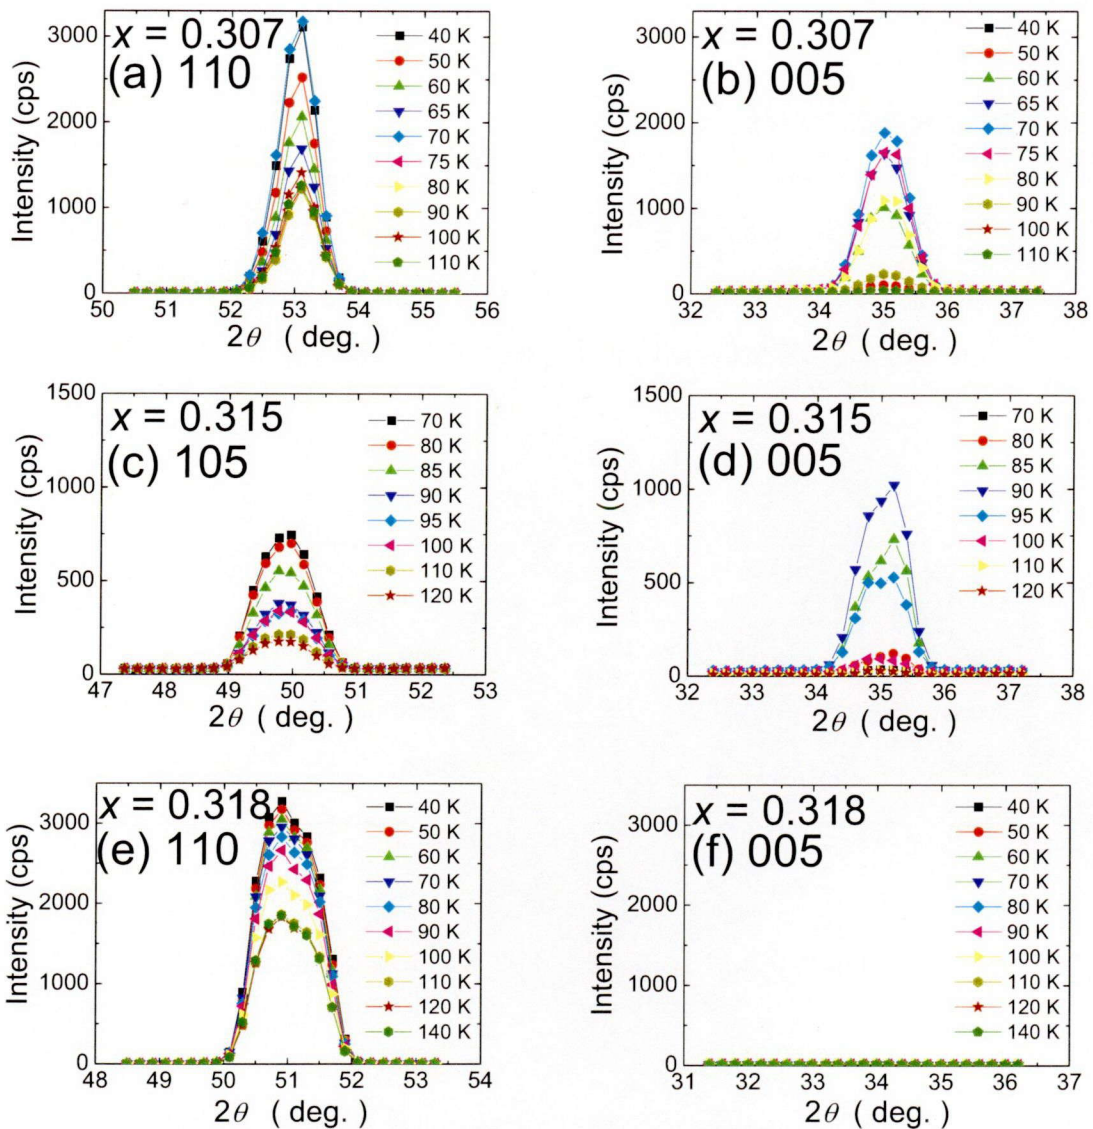 x = 0.307
(a) 110
Intensity (cps)
3000
2000
1000
0
40 K
50 K
60 K
65 K
70 K
75 K
80 K
90 K
100 K
110 K
50 51 52 53 54 55 56
2θ ( deg. )
x = 0.307
(b) 005
Intensity (cps)
3000
2000
1000
0
40 K
50 K
60 K
65 K
70 K
75 K
80 K
90 K
100 K
110 K
32 33 34 35 36 37 38
2θ ( deg. )
x = 0.315
(c) 105
Intensity (cps)
1500
1000
500
0
70 K
80 K
85 K
90 K
95 K
100 K
110 K
120 K
47 48 49 50 51 52 53
2θ ( deg. )
x = 0.315
(d) 005
Intensity (cps)
1500
1000
500
0
70 K
80 K
85 K
90 K
95 K
100 K
110 K
120 K
32 33 34 35 36 37 38
2θ ( deg. )
x = 0.318
(e) 110
Intensity (cps)
3000
2000
1000
0
40 K
50 K
60 K
70 K
80 K
90 K
100 K
110 K
120 K
140 K
48 49 50 51 52 53 54
2θ ( deg. )
x = 0.318
(f) 005
Intensity (cps)
3000
2000
1000
0
40 K
50 K
60 K
70 K
80 K
90 K
100 K
110 K
120 K
140 K
31 32 33 34 35 36 37
2θ ( deg. )